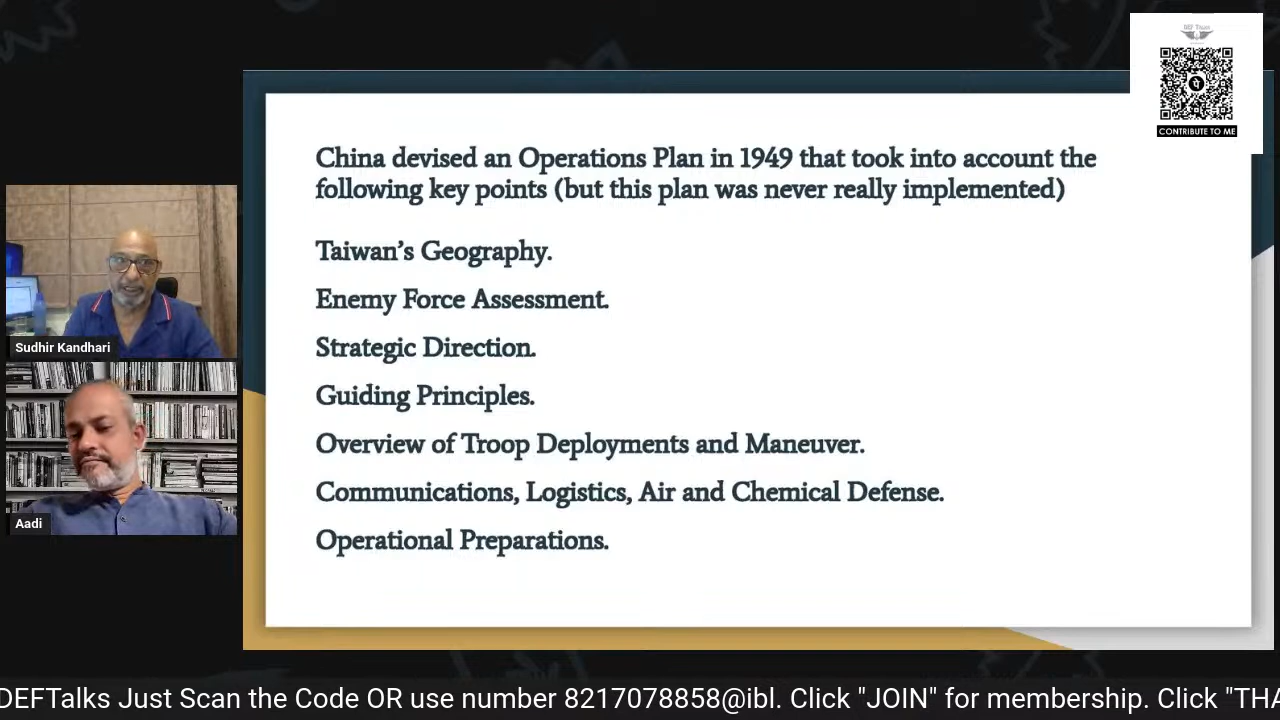 DEF Talks
CONTRIBUTE TO ME
China devised an Operations Plan in 1949 that took into account the
following key points (but this plan was never really implemented)
Taiwan’s Geography.
Enemy Force Assessment.
Strategic Direction.
Guiding Principles.
Overview of Troop Deployments and Maneuver.
Communications, Logistics, Air and Chemical Defense.
Operational Preparations.
Sudhir Kandhari
Aadi
DEFTalks Just Scan the Code OR use number 8217078858@ibl. Click "JOIN" for membership. Click "THA